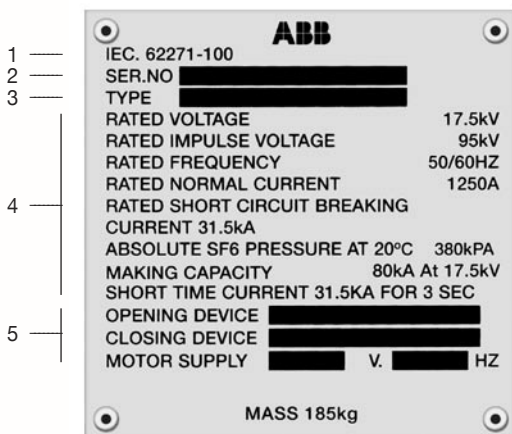 ABB
1 IEC. 62271-100
2 SER.NO
3 TYPE
RATED VOLTAGE 17.5kV
RATED IMPULSE VOLTAGE 95kV
RATED FREQUENCY 50/60HZ
RATED NORMAL CURRENT 1250A
4 RATED SHORT CIRCUIT BREAKING
CURRENT 31.5kA
ABSOLUTE SF6 PRESSURE AT 20ºC 380kPA
MAKING CAPACITY 80kA At 17.5kV
SHORT TIME CURRENT 31.5KA FOR 3 SEC
OPENING DEVICE
5 CLOSING DEVICE
MOTOR SUPPLY V. HZ
MASS 185kg